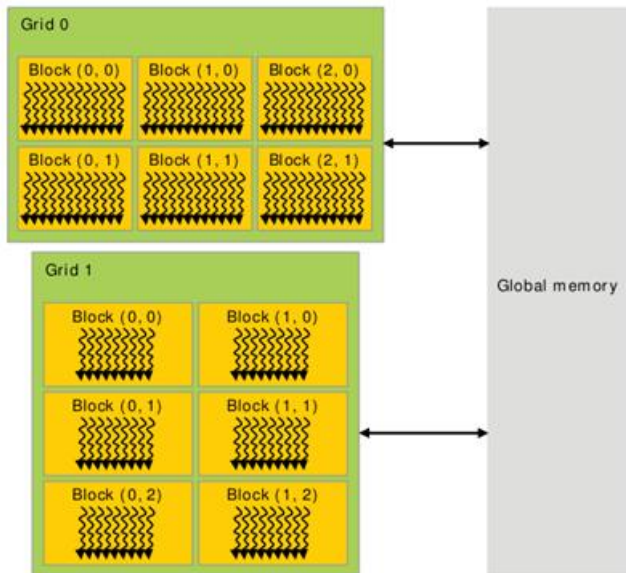 Grid 0
Block (0, 0) Block (1, 0) Block (2, 0)
Block (0, 1) Block (1, 1) Block (2, 1)
Grid 1
Block (0, 0) Block (1, 0)
Block (0, 1) Block (1, 1)
Block (0, 2) Block (1, 2)
Global memory